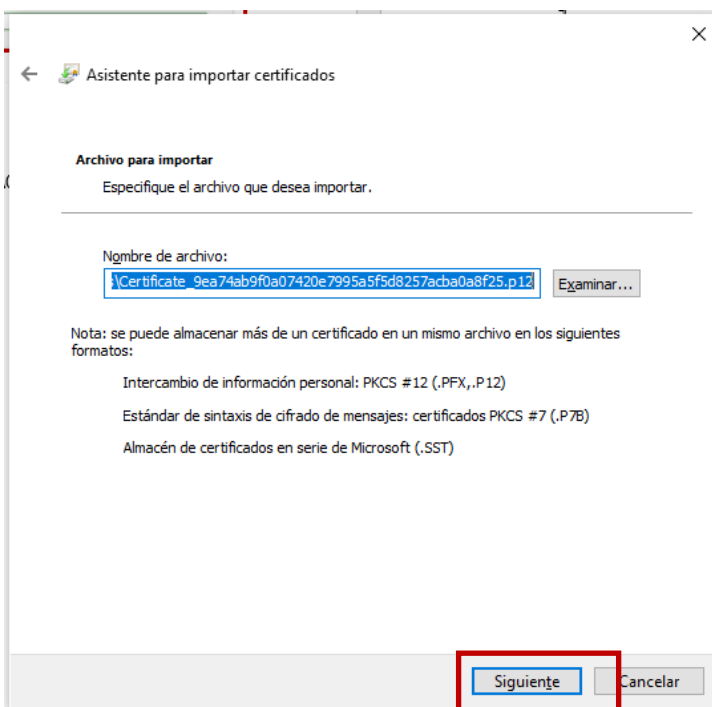 Asistente para importar certificados
Archivo para importar
Especifique el archivo que desea importar.
Nombre de archivo:
\Certificate_9ea74ab9f0a07420e7995a5f5d8257acba0a8f25.p12
Examinar...
Nota: se puede almacenar más de un certificado en un mismo archivo en los siguientes
formatos:
Intercambio de información personal: PKCS #12 (.PFX,.P12)
Estándar de sintaxis de cifrado de mensajes: certificados PKCS #7 (.P7B)
Almacén de certificados en serie de Microsoft (.SST)
Siguiente
Cancelar